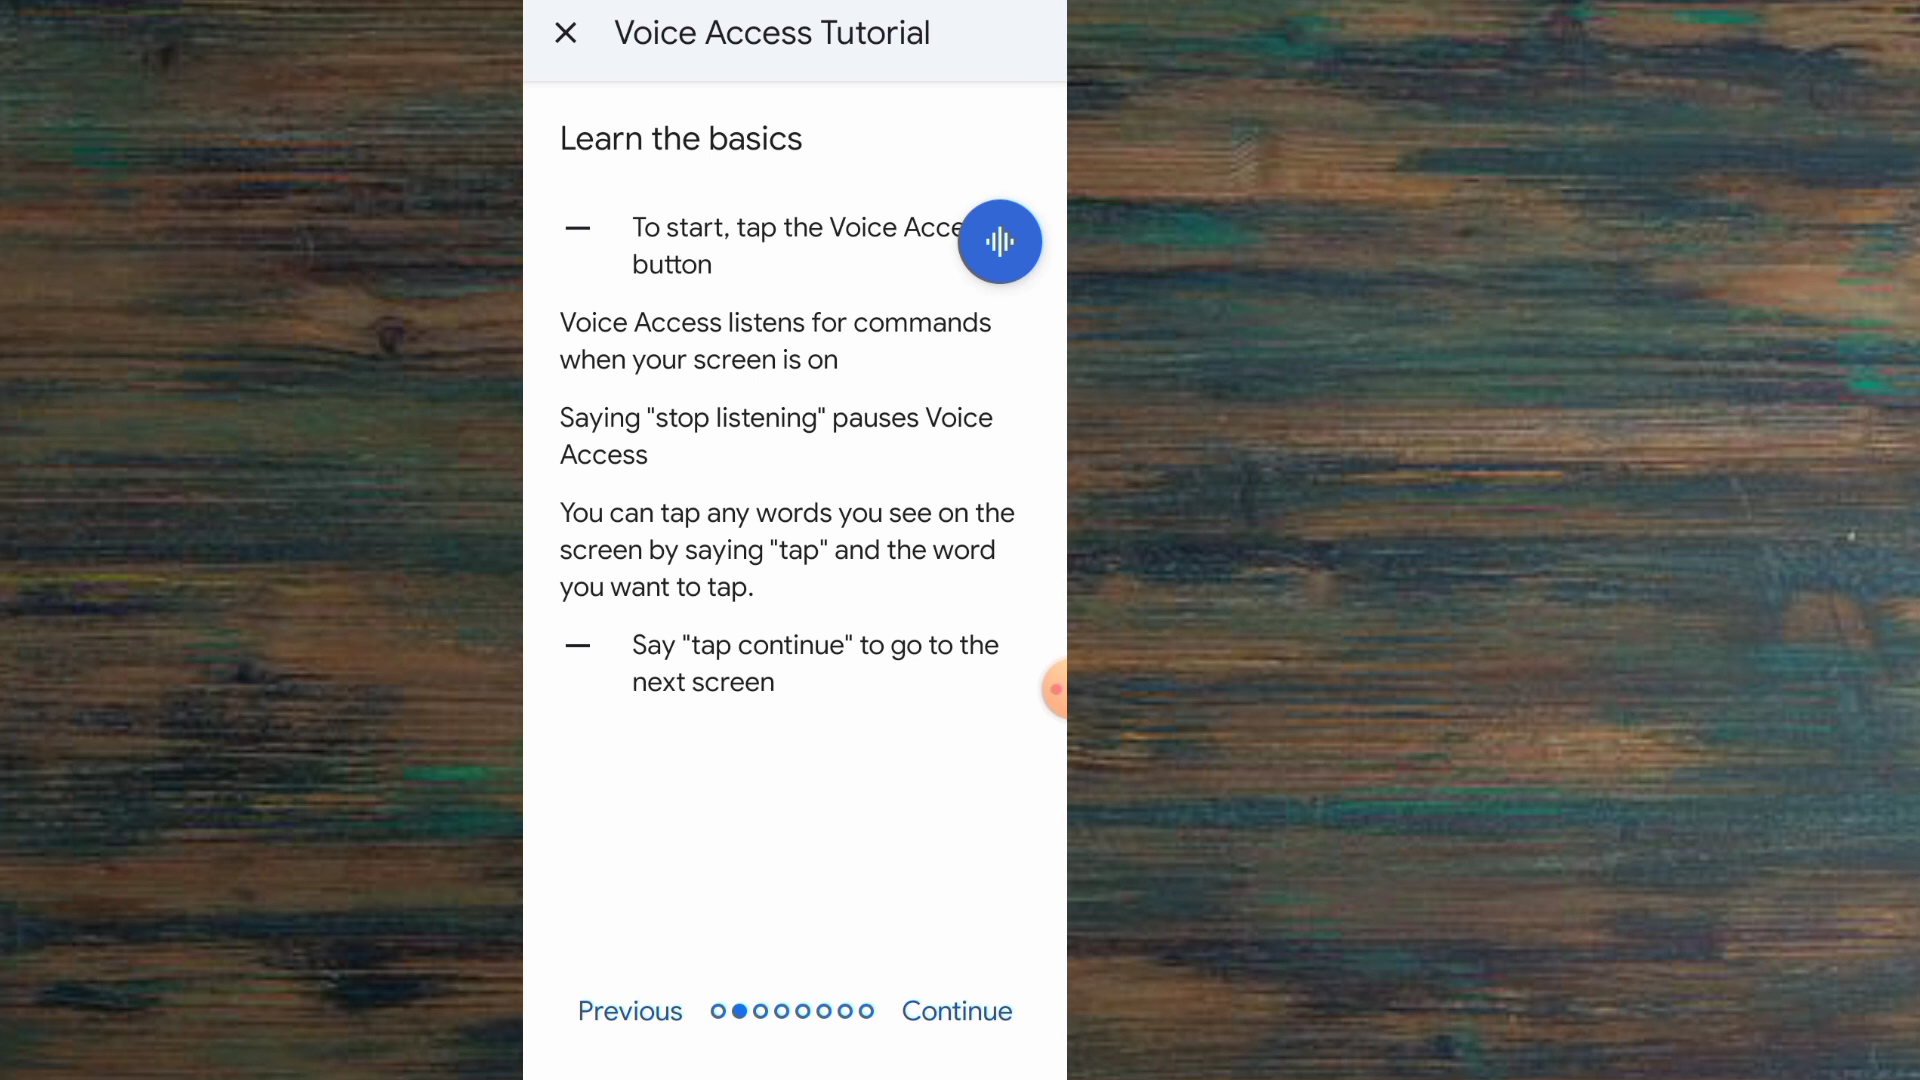 Voice Access Tutorial
Learn the basics
To start, tap the Voice Acce
button
Voice Access listens for commands
when your screen is on
Saying "stop listening" pauses Voice
Access
You can tap any words you see on the
screen by saying "tap" and the word
you want to tap.
Say "tap continue" to go to the
next screen
Previous
Continue